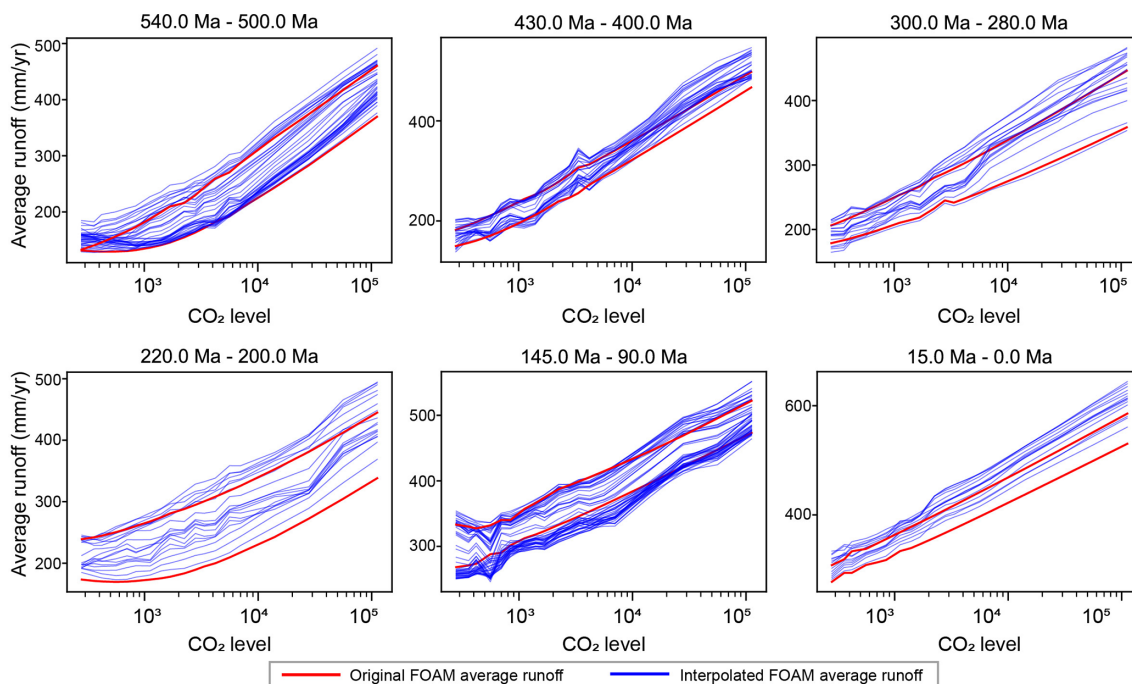 540.0 Ma - 500.0 Ma
430.0 Ma - 400.0 Ma
300.0 Ma - 280.0 Ma
Average runoff (mm/yr)
500
400
300
200
10³
10⁴
10⁵
CO₂ level
400
200
10³
10⁴
10⁵
CO₂ level
400
300
200
10³
10⁴
10⁵
CO₂ level
220.0 Ma - 200.0 Ma
145.0 Ma - 90.0 Ma
15.0 Ma - 0.0 Ma
Average runoff (mm/yr)
500
400
300
200
10³
10⁴
10⁵
CO₂ level
500
400
300
10³
10⁴
10⁵
CO₂ level
600
400
10³
10⁴
10⁵
CO₂ level
Original FOAM average runoff
Interpolated FOAM average runoff